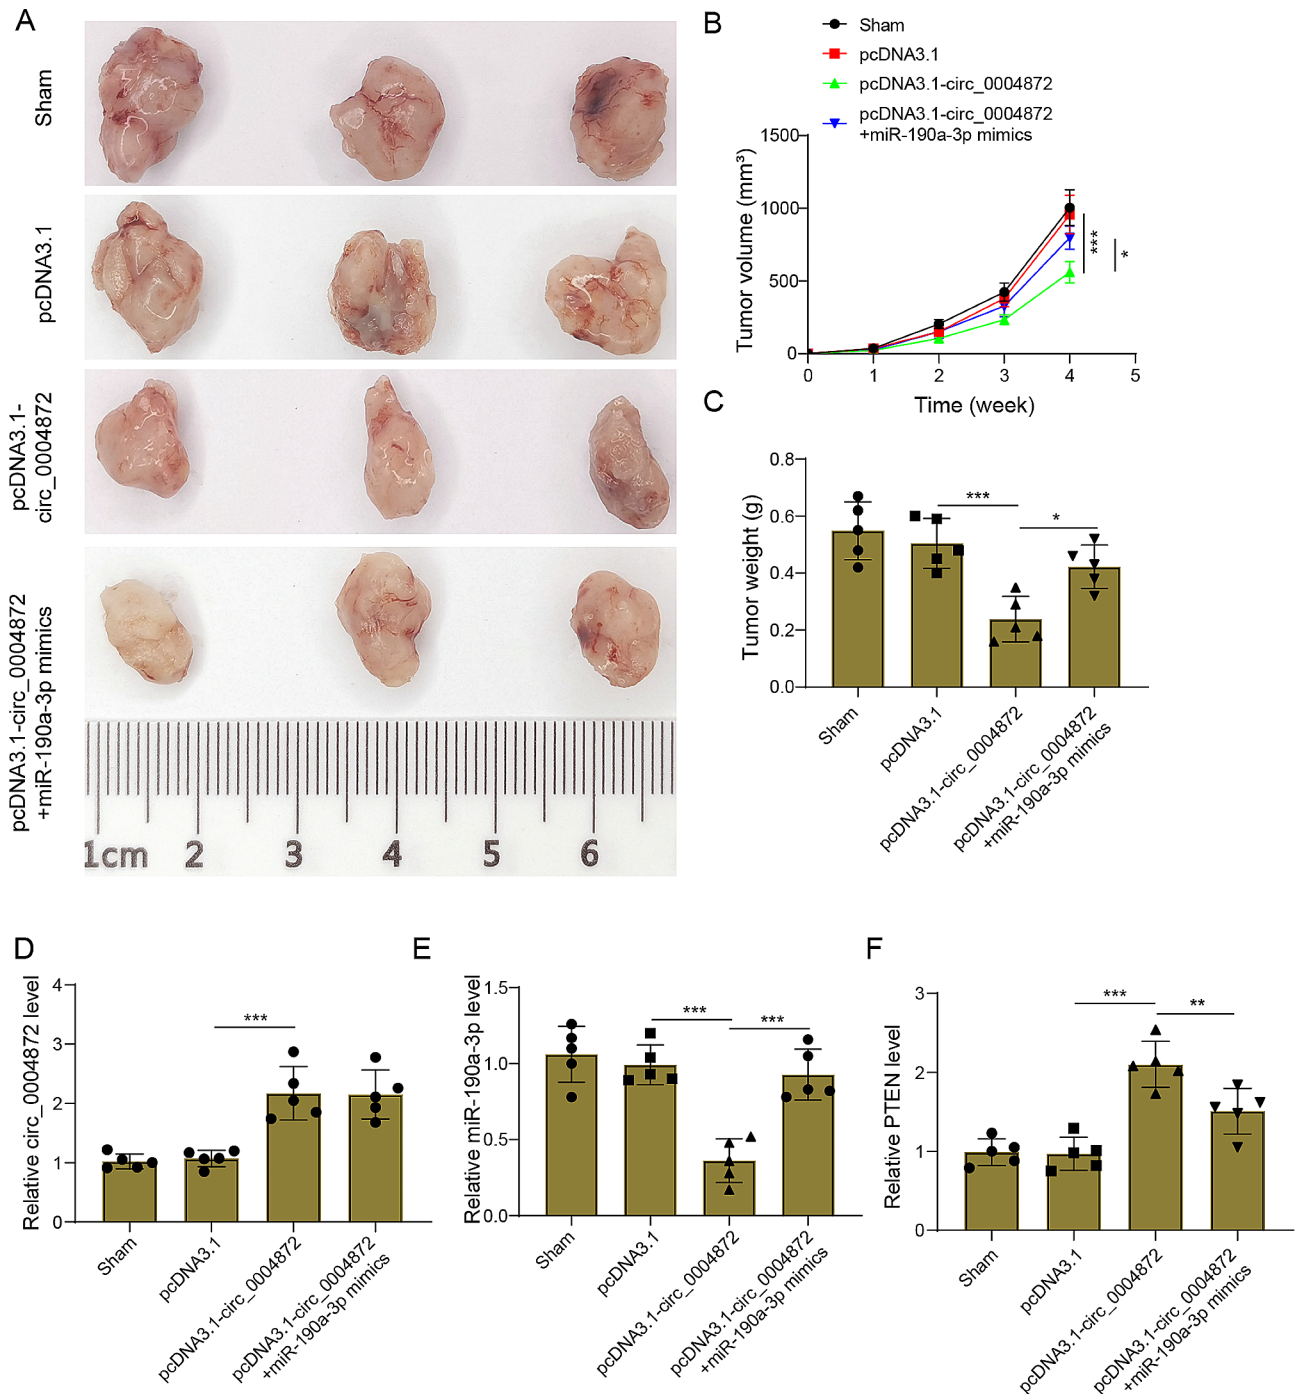 A
Sham
pcDNA3.1
pcDNA3.1-
circ_0004872
pcDNA3.1-circ_0004872
+miR-190a-3p mimics
1cm 2 3 4 5 6
B
Sham
pcDNA3.1
pcDNA3.1-circ_0004872
pcDNA3.1-circ_0004872
+miR-190a-3p mimics
Tumor volume (mm³)
1500
1000
500
0
0 1 2 3 4 5
Time (week)
***
*
C
Tumor weight (g)
0.8
0.6
0.4
0.2
0.0
***
*
Sham
pcDNA3.1
pcDNA3.1-circ_0004872
pcDNA3.1-circ_0004872
+miR-190a-3p mimics
D
Relative circ_0004872 level
4
3
2
1
0
***
Sham
pcDNA3.1
pcDNA3.1-circ_0004872
pcDNA3.1-circ_0004872
+miR-190a-3p mimics
E
Relative miR-190a-3p level
1.5
1.0
0.5
0.0
***
***
Sham
pcDNA3.1
pcDNA3.1-circ_0004872
pcDNA3.1-circ_0004872
+miR-190a-3p mimics
F
Relative PTEN level
3
2
1
0
***
**
Sham
pcDNA3.1
pcDNA3.1-circ_0004872
pcDNA3.1-circ_0004872
+miR-190a-3p mimics